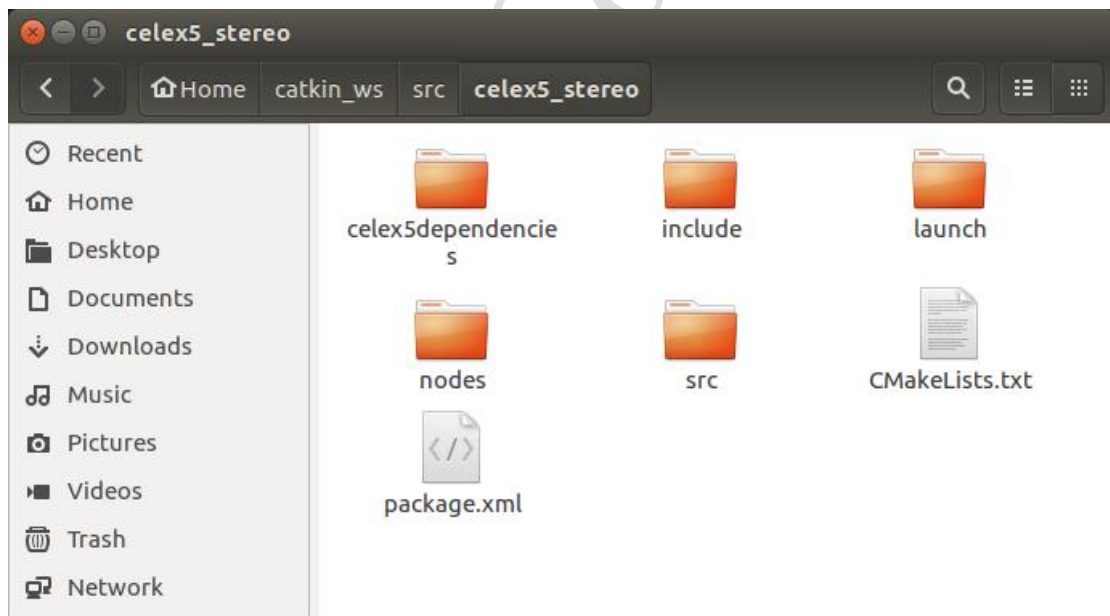 celex5_stereo
Home catkin_ws src celex5_stereo
Recent
Home
Desktop
Documents
Downloads
Music
Pictures
Videos
Trash
Network
celex5dependencie
s
include
launch
nodes
src
CMakeLists.txt
</>
package.xml